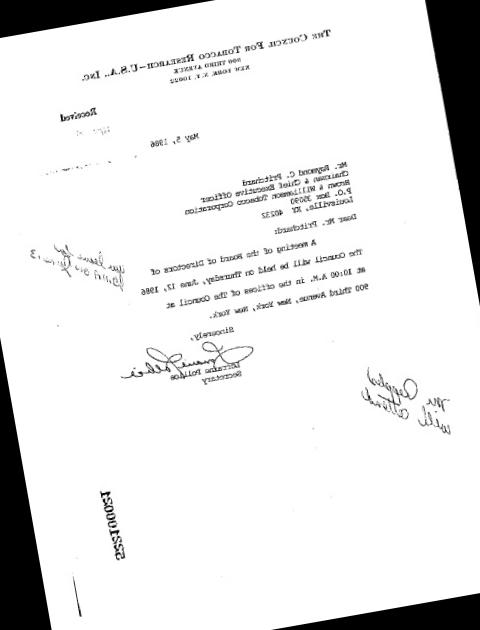 THE COUNCIL FOR TOBACCO RESEARCH—U.S.A., INC.
900 THIRD AVENUE
NEW YORK, N. Y. 10022
Received
May 5, 1986
Mr. Raymond C. Pritchard
Chairman & Chief Executive Officer
Brown & Williamson Tobacco Corporation
P.O. Box 35090
Louisville, KY 40232
Dear Mr. Pritchard:
A meeting of the Board of Directors of
The Council will be held on Thursday, June 12, 1986
at 10:00 A.M. in the offices of The Council at
900 Third Avenue, New York, New York.
Sincerely,
Lorraine Pollice
Secretary
Mr
will attend